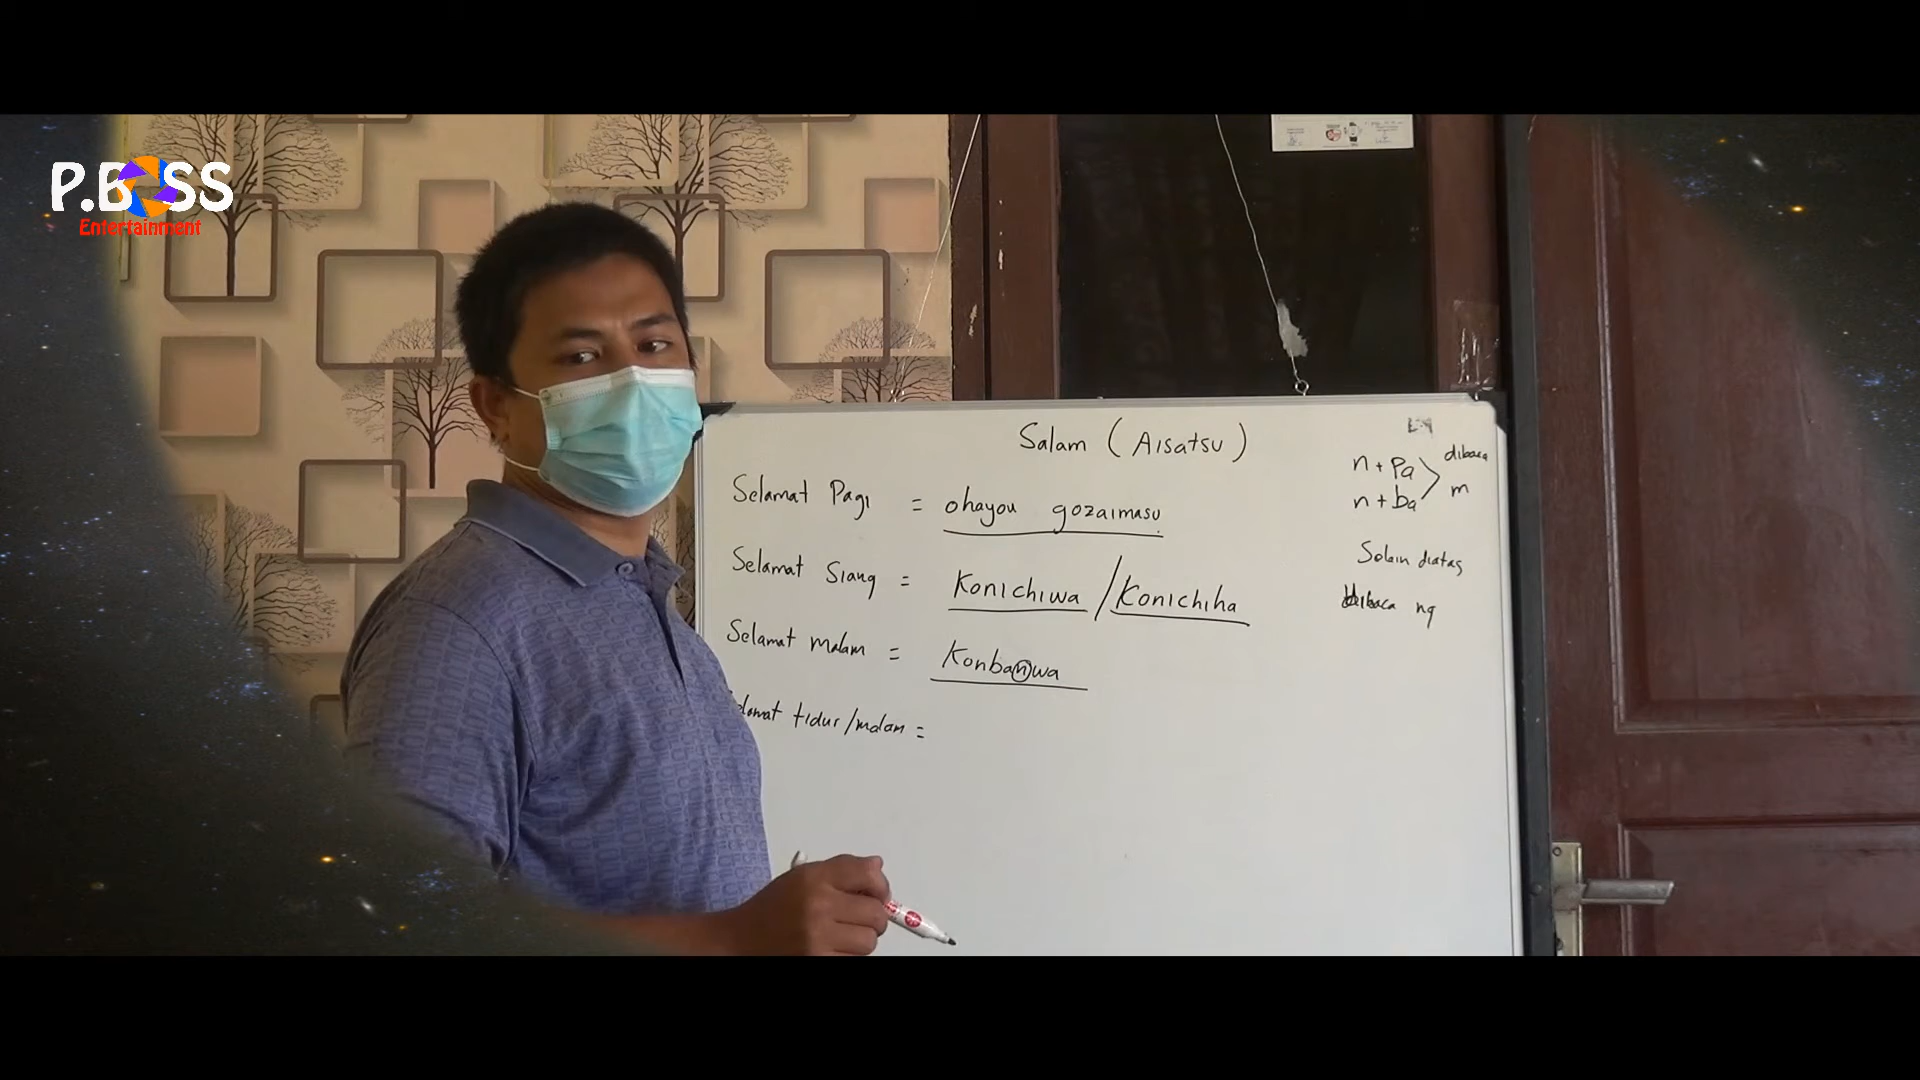 P.BOSS
Entertainment
Salam (Aisatsu)
Selamat Pagi = ohayou gozaimasu
Selamat Siang = Konichiwa / Konichiha
Selamat malam = Konbanwa
tidur/malam =
n + pa
n + ba
dibaca
m
Selain diatas
dibaca ng